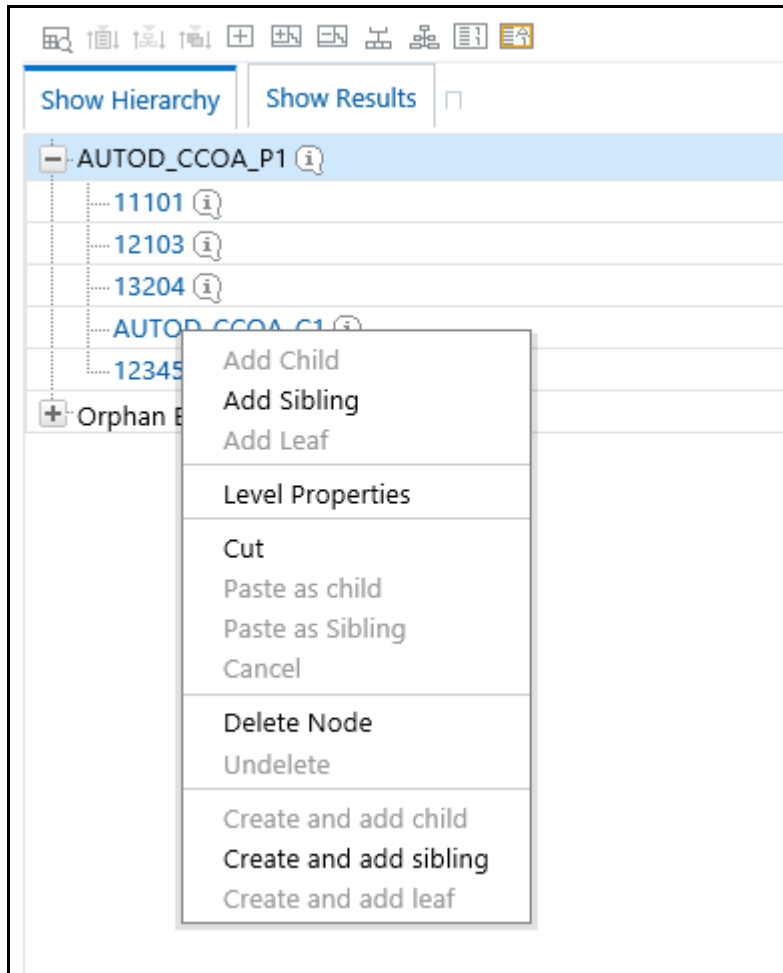 Show Hierarchy Show Results
AUTOD_CCOA_P1
11101
12103
13204
AUTOD_CCOA_C1
12345
Orphan
Add Child
Add Sibling
Add Leaf
Level Properties
Cut
Paste as child
Paste as Sibling
Cancel
Delete Node
Undelete
Create and add child
Create and add sibling
Create and add leaf